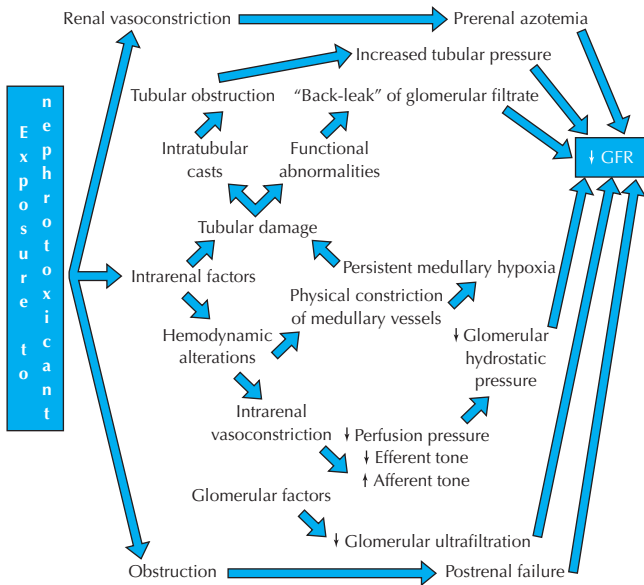 Renal vasoconstriction
Prerenal azotemia
Increased tubular pressure
Tubular obstruction
“Back-leak” of glomerular filtrate
Exposure to
nephrotoxicant
Intratubular
casts
Functional
abnormalities
↓ GFR
Tubular damage
Persistent medullary hypoxia
Intrarenal factors
Physical constriction
of medullary vessels
Hemodynamic
alterations
↓ Glomerular
hydrostatic
pressure
Intrarenal
vasoconstriction
↓ Perfusion pressure
↓ Efferent tone
↑ Afferent tone
Glomerular factors
↓ Glomerular ultrafiltration
Obstruction
Postrenal failure